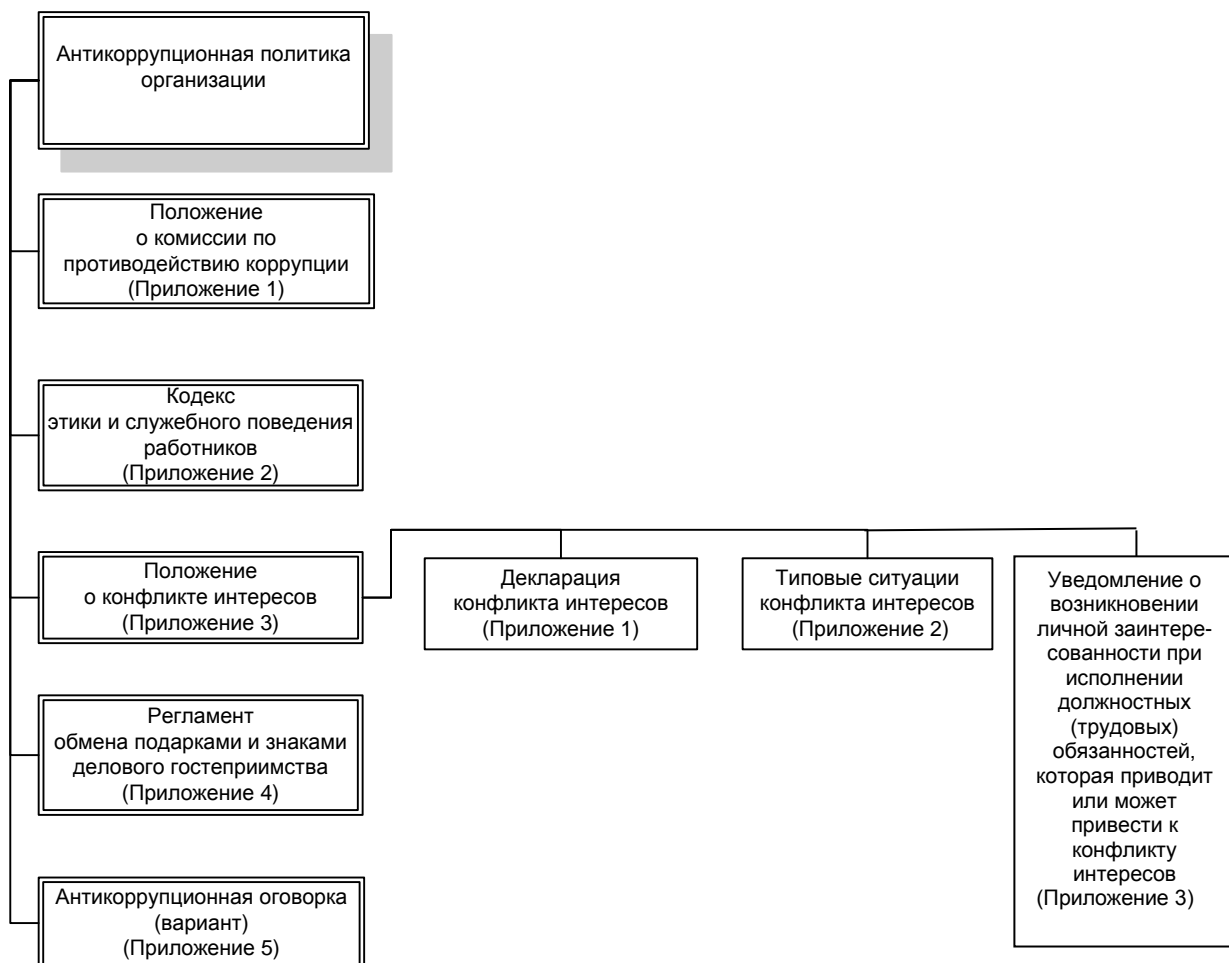 Антикоррупционная политика
организации
Положение
о комиссии по
противодействию коррупции
(Приложение 1)
Кодекс
этики и служебного поведения
работников
(Приложение 2)
Положение
о конфликте интересов
(Приложение 3)
Декларация
конфликта интересов
(Приложение 1)
Типовые ситуации
конфликта интересов
(Приложение 2)
Уведомление о
возникновении
личной заинтере-
сованности при
исполнении
должностных
(трудовых)
обязанностей,
которая приводит
или может
привести к
конфликту
интересов
(Приложение 3)
Регламент
обмена подарками и знаками
делового гостеприимства
(Приложение 4)
Антикоррупционная оговорка
(вариант)
(Приложение 5)